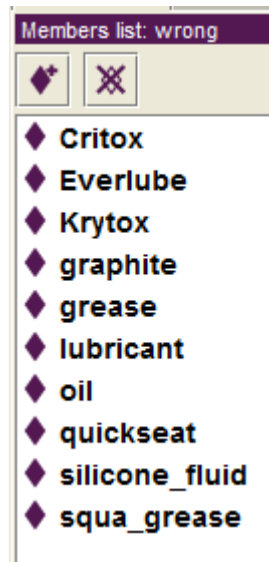 Members list: wrong
Critox
Everlube
Krytox
graphite
grease
lubricant
oil
quickseat
silicone_fluid
squa_grease